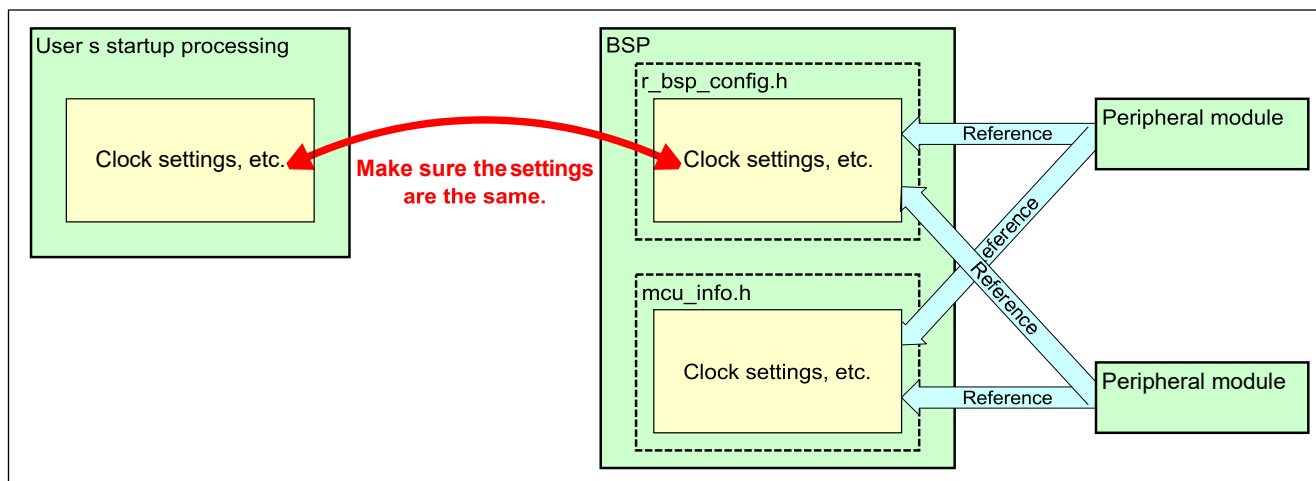 User s startup processing
Clock settings, etc.
Make sure the settings
are the same.
BSP
r_bsp_config.h
Clock settings, etc.
mcu_info.h
Clock settings, etc.
Reference
eference
Reference
Reference
Peripheral module
Peripheral module